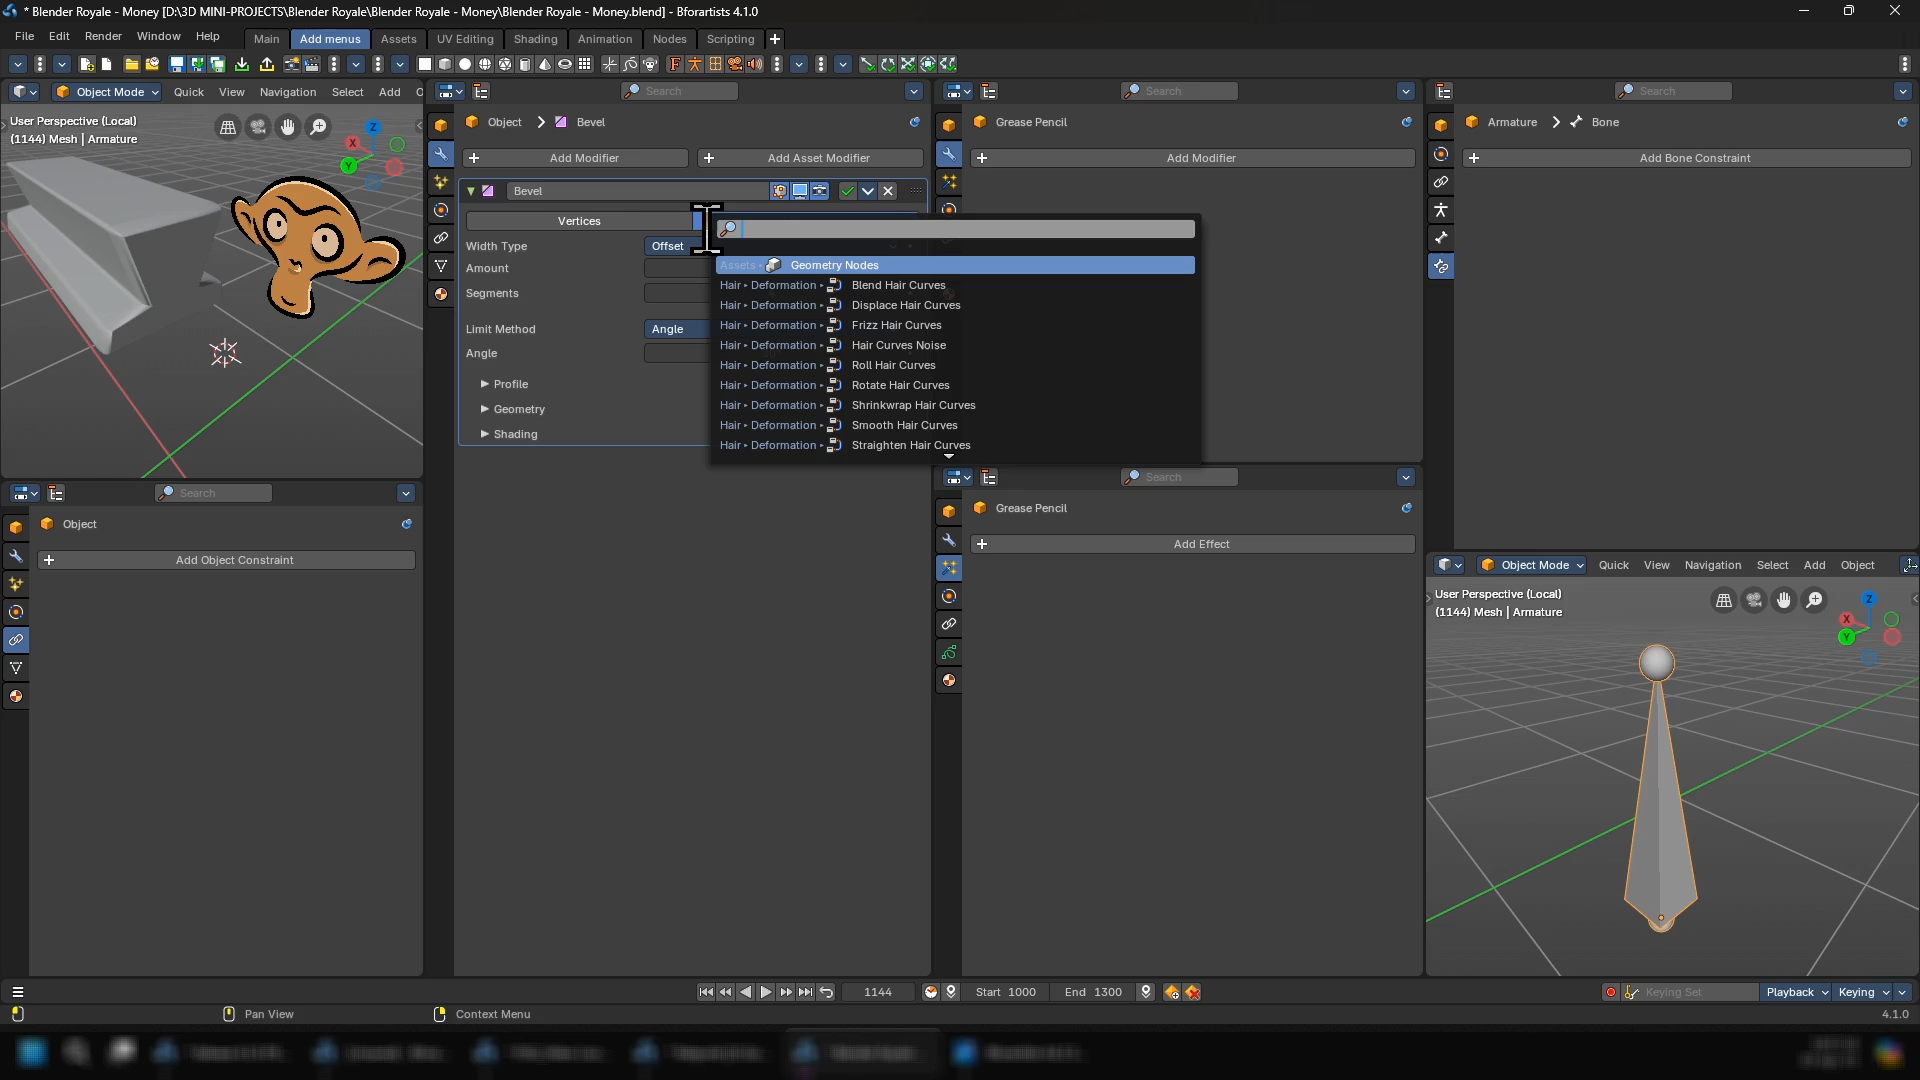 * Blender Royale - Money [D:\3D MINI-PROJECTS\Blender Royale\Blender Royale - Money\Blender Royale - Money.blend] - Bforartists 4.1.0
File Edit Render Window Help Main Add menus Assets UV Editing Shading Animation Nodes Scripting
Object Mode Quick View Navigation Select Add
Search
Search
Search
User Perspective (Local)
(1144) Mesh | Armature
X
Y
Z
Object Bevel
Add Modifier Add Asset Modifier
Bevel
Vertices
Width Type Offset
Amount
Segments
Limit Method Angle
Angle
Profile
Geometry
Shading
Assets Geometry Nodes
Hair Deformation Blend Hair Curves
Hair Deformation Displace Hair Curves
Hair Deformation Frizz Hair Curves
Hair Deformation Hair Curves Noise
Hair Deformation Roll Hair Curves
Hair Deformation Rotate Hair Curves
Hair Deformation Shrinkwrap Hair Curves
Hair Deformation Smooth Hair Curves
Hair Deformation Straighten Hair Curves
Grease Pencil
Add Modifier
Armature Bone
Add Bone Constraint
Search
Object
Add Object Constraint
Search
Grease Pencil
Add Effect
Object Mode Quick View Navigation Select Add Object
User Perspective (Local)
(1144) Mesh | Armature
Z
X
Y
1144 Start 1000 End 1300 Keying Set Playback Keying
Pan View Context Menu 4.1.0